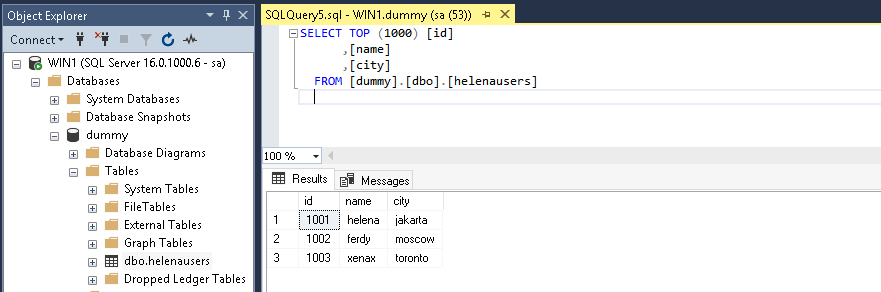 Object Explorer
Connect
WIN1 (SQL Server 16.0.1000.6 - sa)
Databases
System Databases
Database Snapshots
dummy
Database Diagrams
Tables
System Tables
FileTables
External Tables
Graph Tables
dbo.helenausers
Dropped Ledger Tables
SQLQuery5.sql - WIN1.dummy (sa (53))
SELECT TOP (1000) [id]
,[name]
,[city]
FROM [dummy].[dbo].[helenausers]
100 %
Results Messages
id name city
1 1001 helena jakarta
2 1002 ferdy moscow
3 1003 xenax toronto